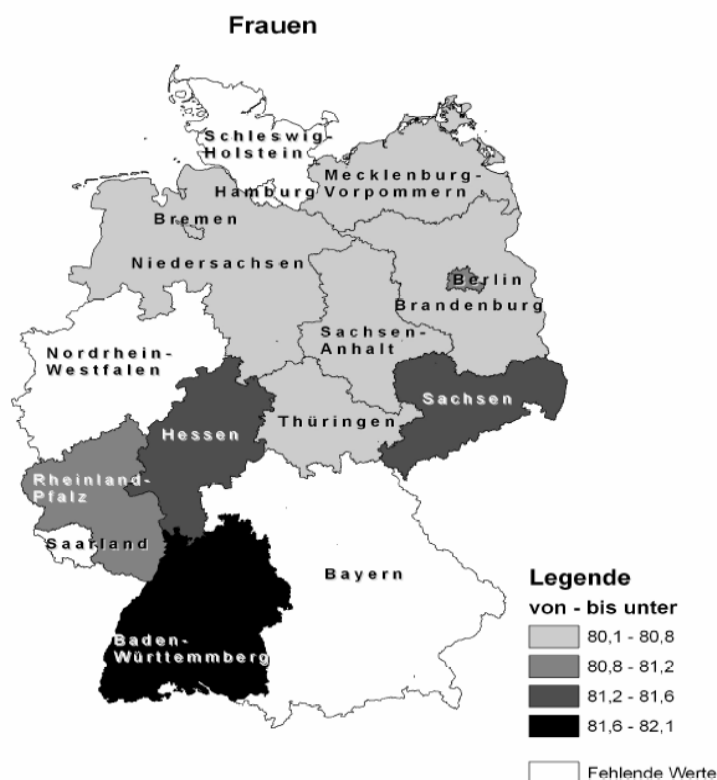 Frauen
Schleswig-
Holstein
Mecklenburg-
Vorpommern
Hamburg
Bremen
Niedersachsen
Berlin
Brandenburg
Sachsen-
Anhalt
Nordrhein-
Westfalen
Sachsen
Thüringen
Hessen
Rheinland-
Pfalz
Saarland
Bayern
Baden-
Württemmberg
Legende
von - bis unter
80,1 - 80,8
80,8 - 81,2
81,2 - 81,6
81,6 - 82,1
Fehlende Werte